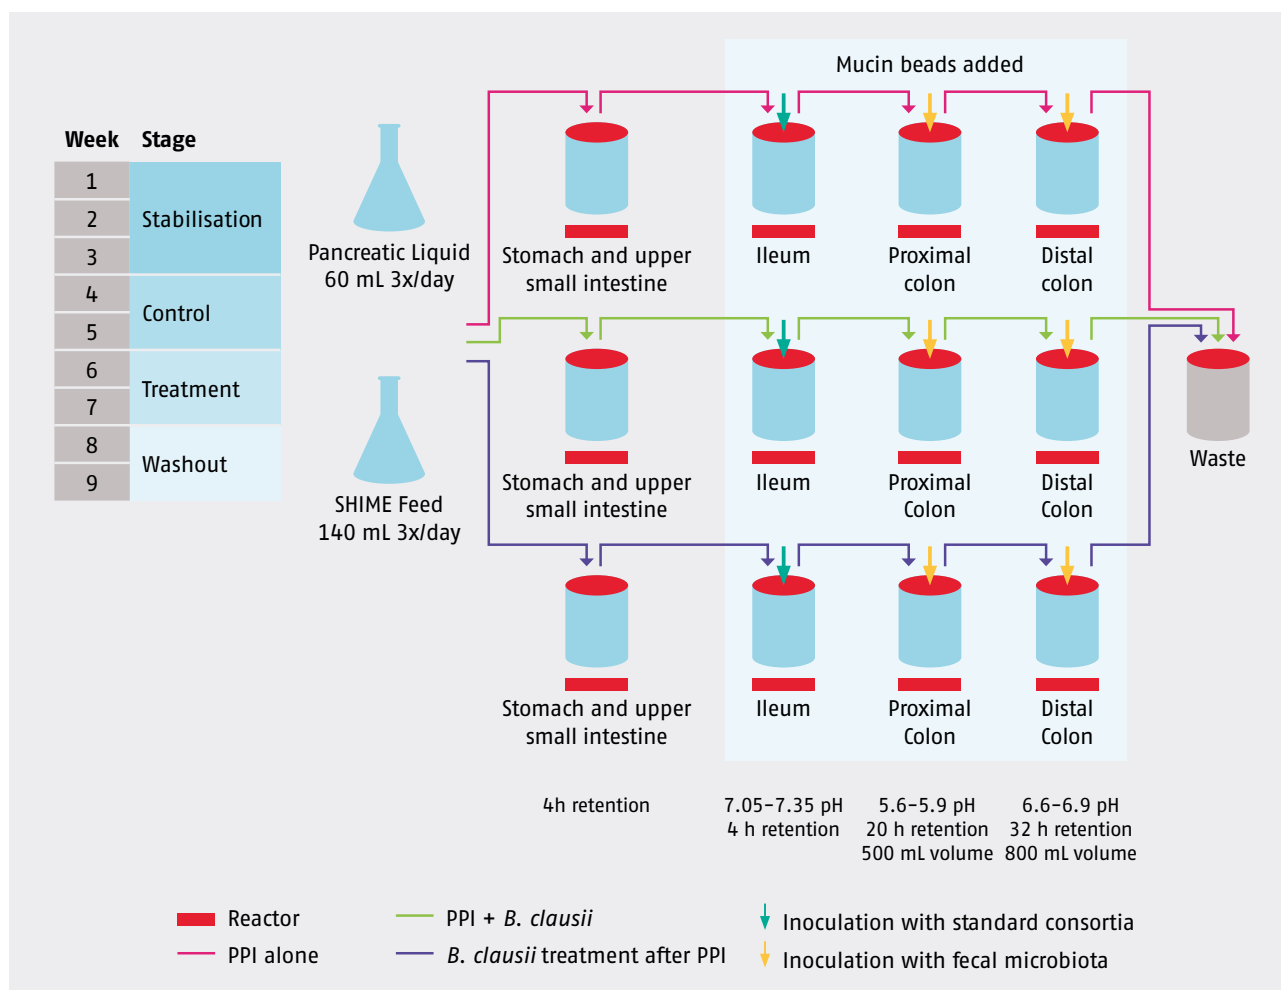 Mucin beads added
Week Stage
1
2
3
Stabilisation
4
5
Control
6
7
Treatment
8
9
Washout
Pancreatic Liquid
60 mL 3x/day
SHIME Feed
140 mL 3x/day
Stomach and upper
small intestine
Ileum
Proximal
colon
Distal
colon
Stomach and upper
small intestine
Ileum
Proximal
Colon
Distal
Colon
Waste
Stomach and upper
small intestine
Ileum
Proximal
Colon
Distal
Colon
4h retention
7.05–7.35 pH
4 h retention
5.6–5.9 pH
20 h retention
500 mL volume
6.6–6.9 pH
32 h retention
800 mL volume
Reactor
PPI alone
PPI + B. clausii
B. clausii treatment after PPI
Inoculation with standard consortia
Inoculation with fecal microbiota